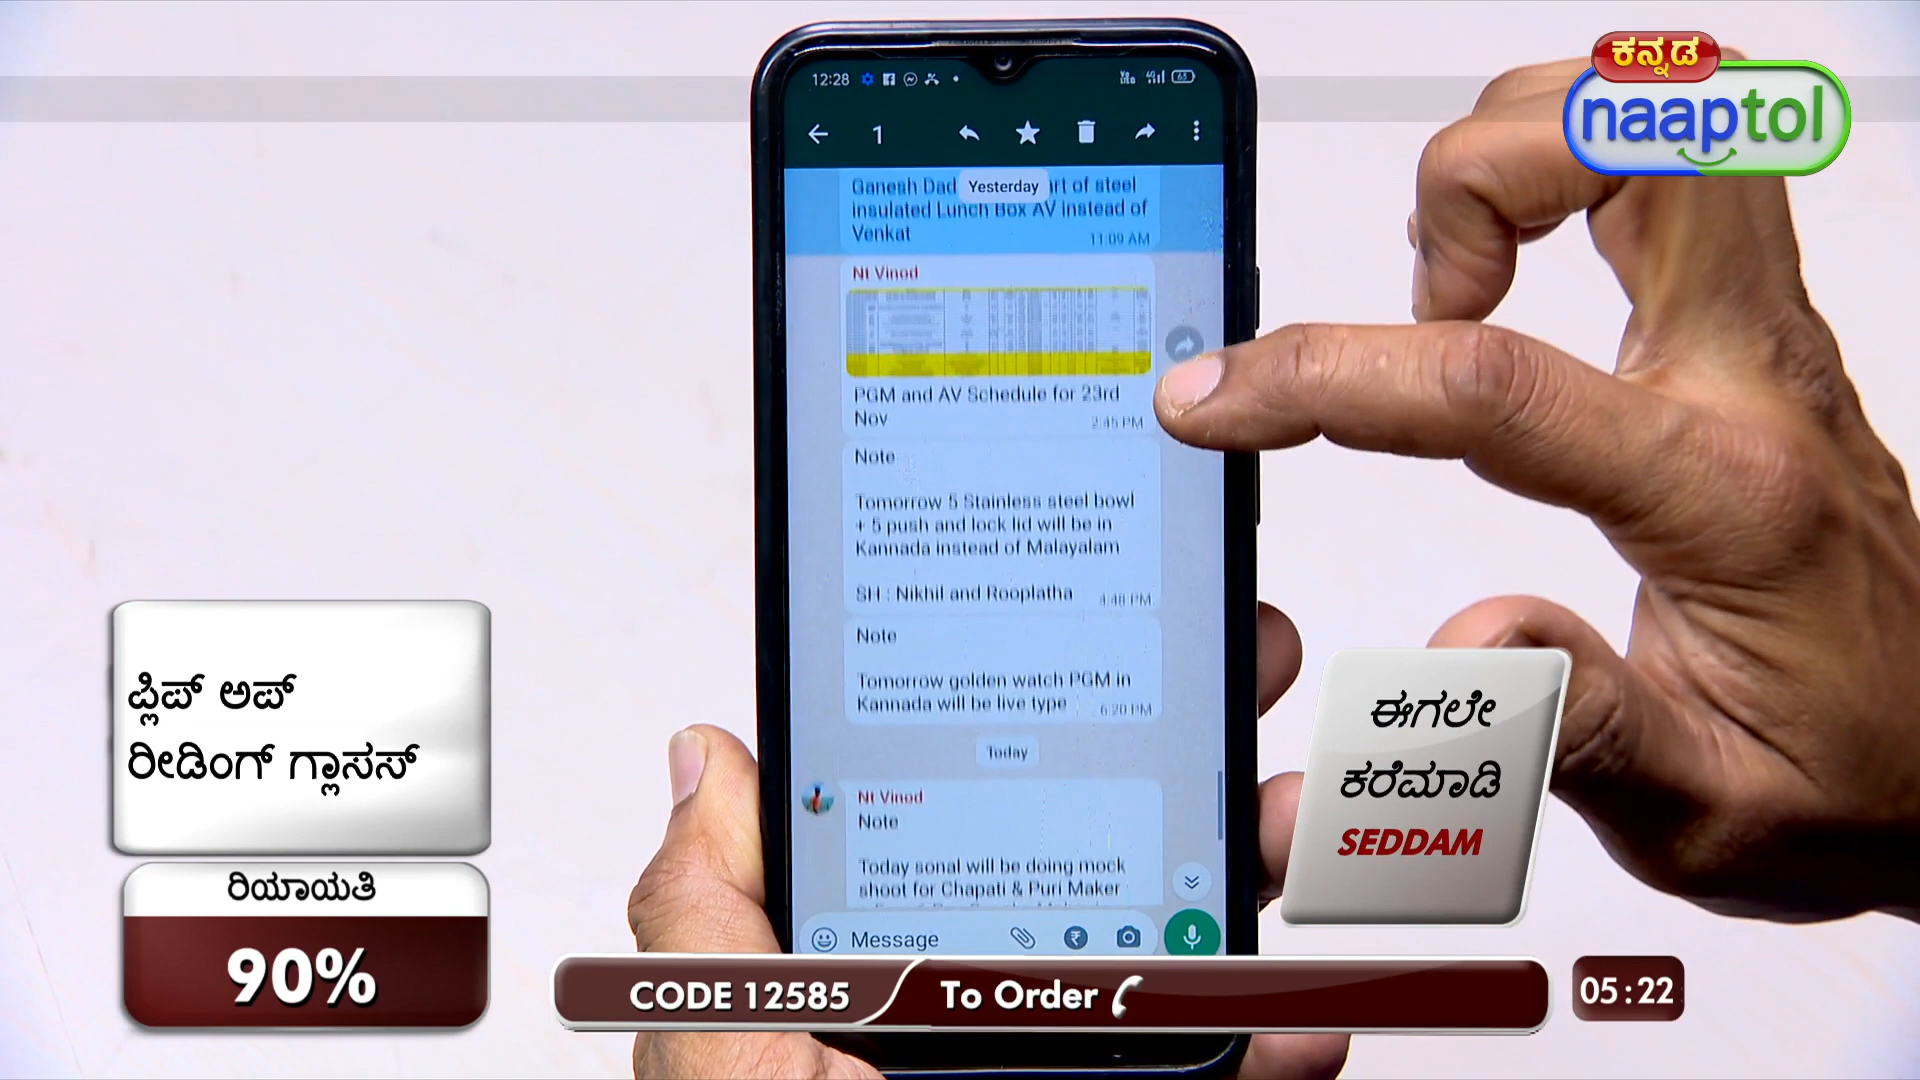 ಕನ್ನಡ
naaptol
12:28
63
1
Yesterday
Ganesh Dad
art of steel
insulated Lunch Box AV instead of
Venkat
11:09 AM
Nt Vinod
PGM and AV Schedule for 23rd
Nov
2:45 PM
Note
Tomorrow 5 Stainless steel bowl
+ 5 push and lock lid will be in
Kannada instead of Malayalam
SH : Nikhil and Rooplatha
4:48 PM
Note
Tomorrow golden watch PGM in
Kannada will be live type
6:20 PM
Today
Nt Vinod
Note
Today sonal will be doing mock
shoot for Chapati & Puri Maker
Message
ಫ್ಲಿಪ್ ಅಪ್
ರೀಡಿಂಗ್ ಗ್ಲಾಸಸ್
ರಿಯಾಯತಿ
90%
ಈಗಲೇ
ಕರೆಮಾಡಿ
SEDDAM
CODE 12585
To Order
05:22